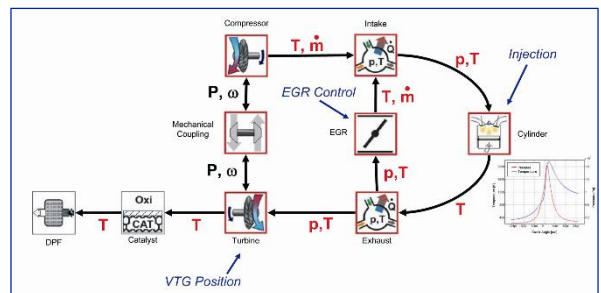 Compressor
Intake
T, ṁ
Q̇
p,T
p,T
Injection
P, ω
EGR Control
T, ṁ
Mechanical
Coupling
EGR
Cylinder
P, ω
p,T
T
Oxi
CAT
Q̇
p,T
T
T
p,T
DPF
Catalyst
Turbine
Exhaust
VTG Position